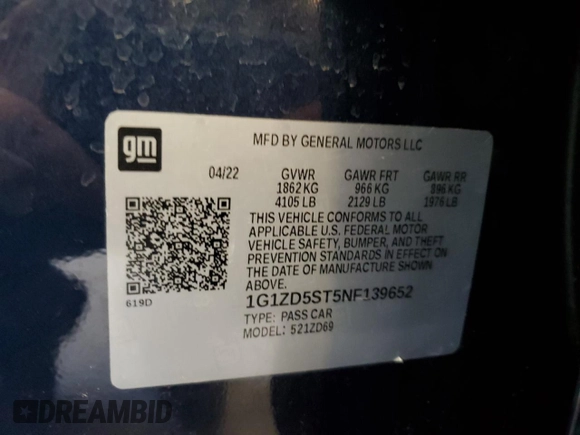 gm
MFD BY GENERAL MOTORS LLC
04/22 GVWR GAWR FRT GAWR RR
1862 KG 966 KG 896 KG
4105 LB 2129 LB 1976 LB
THIS VEHICLE CONFORMS TO ALL
APPLICABLE U.S. FEDERAL MOTOR
VEHICLE SAFETY, BUMPER, AND THEFT
PREVENTION STANDARDS IN EFFECT ON
THE DATE OF MANUFACTURE SHOWN
ABOVE.
619D
1G1ZD5ST5NF139652
TYPE: PASS CAR
MODEL: 521ZD69
DREAMBID